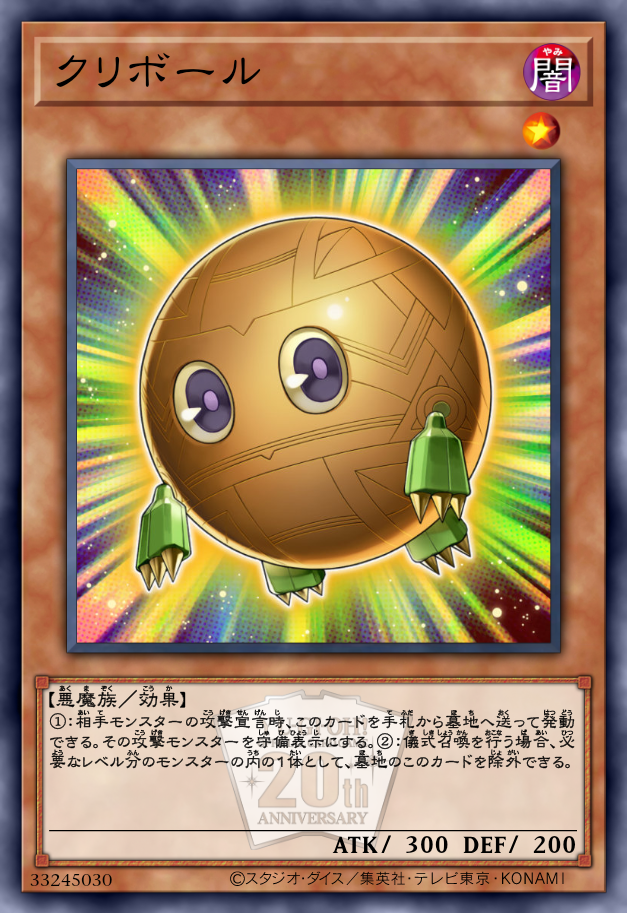 クリボール
やみ
闇
【悪魔族／効果】
①：相手モンスターの攻撃宣言時、このカードを手札から墓地へ送って発動
できる。その攻撃モンスターを守備表示にする。②：儀式召喚を行う場合、必
要なレベル分のモンスターの内の１体として、墓地のこのカードを除外できる。
20th
ANNIVERSARY
ATK/ 300 DEF/ 200
33245030
©スタジオ・ダイス／集英社・テレビ東京・KONAMI